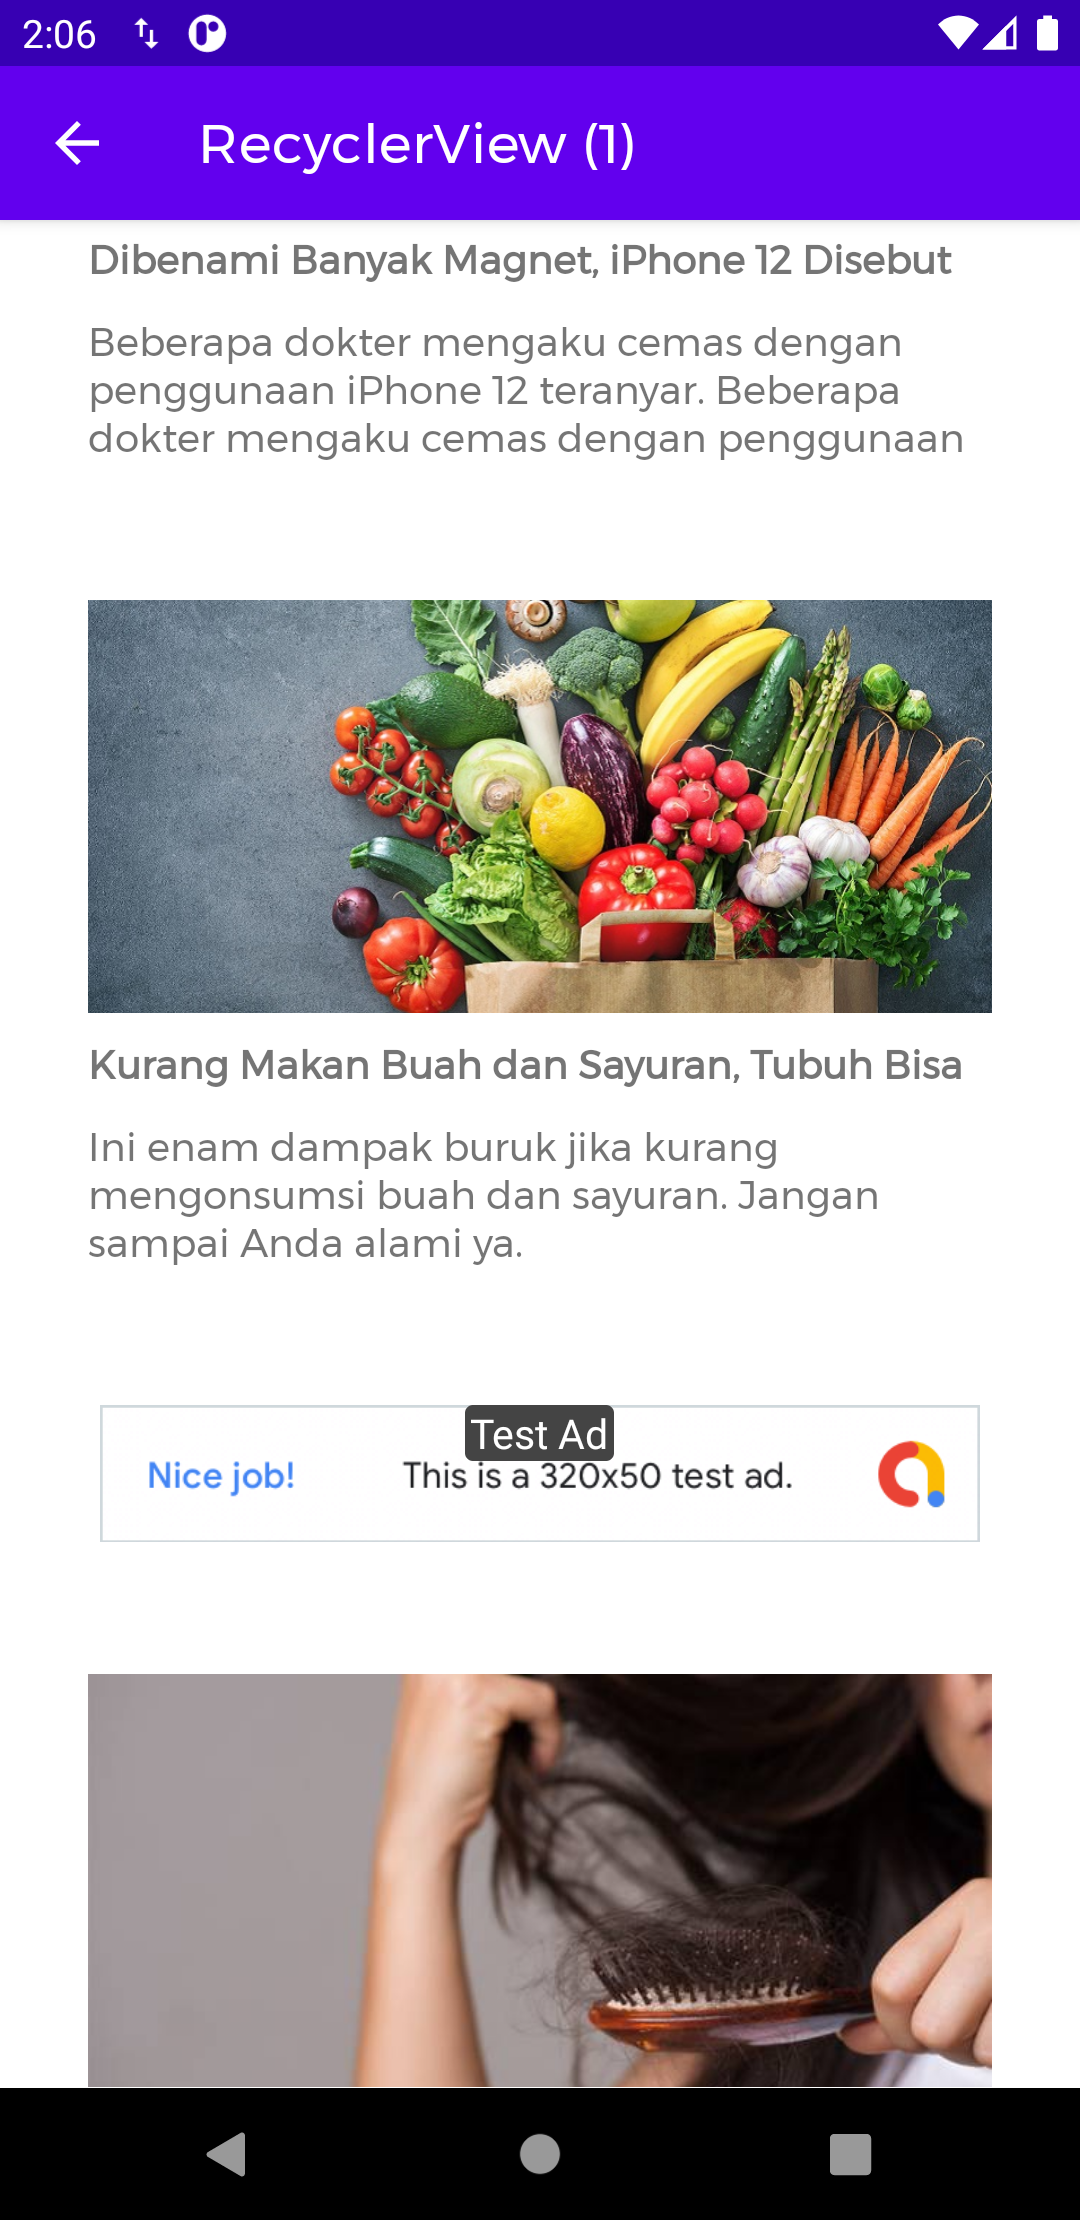 2:06
RecyclerView (1)
Dibenami Banyak Magnet, iPhone 12 Disebut
Beberapa dokter mengaku cemas dengan
penggunaan iPhone 12 teranyar. Beberapa
dokter mengaku cemas dengan penggunaan
Kurang Makan Buah dan Sayuran, Tubuh Bisa
Ini enam dampak buruk jika kurang
mengonsumsi buah dan sayuran. Jangan
sampai Anda alami ya.
Test Ad
Nice job! This is a 320x50 test ad.